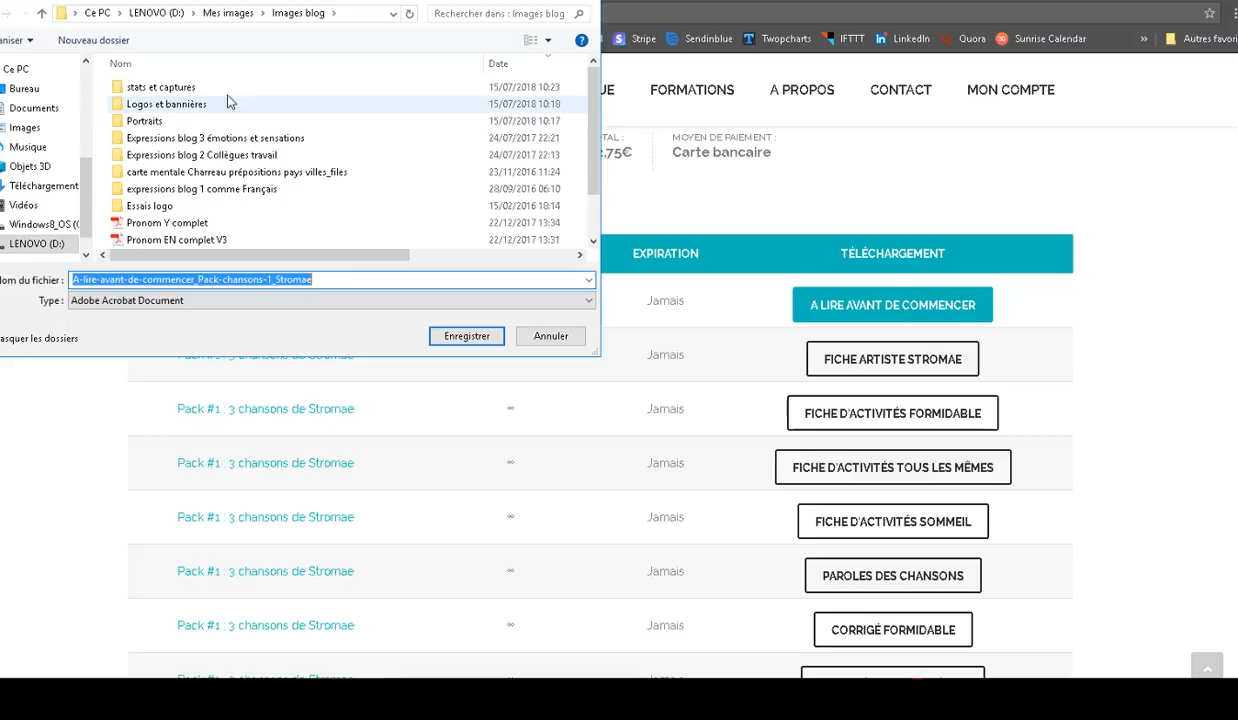 Ce PC > LENOVO (D:) > Mes images > Images blog >
Rechercher dans : Images blog
Nouveau dossier
Stripe
Sendinblue
Twopcharts
IFTTT
LinkedIn
Quora
Sunrise Calendar
»
Autres favori
FORMATIONS
A PROPOS
CONTACT
MON COMPTE
MOYEN DE PAIEMENT :
Carte bancaire
Ce PC
Bureau
Documents
Images
Musique
Objets 3D
Téléchargement
Vidéos
Windows8_OS (
LENOVO (D:)
Nom
Date
stats et captures 15/07/2018 10:23
Logos et bannières 15/07/2018 10:18
Portraits 15/07/2018 10:17
Expressions blog 3 émotions et sensations 24/07/2017 22:21
Expressions blog 2 Collègues travail 24/07/2017 22:13
carte mentale Charreau prépositions pays villes_files 23/11/2016 11:24
expressions blog 1 comme Français 28/09/2016 06:10
Essais logo 15/02/2016 18:14
Pronom Y complet 22/12/2017 13:34
Pronom EN complet V3 22/12/2017 13:31
om du fichier : A-lire-avant-de-commencer_Pack-chansons-1_Stromae
Type : Adobe Acrobat Document
asquer les dossiers
Enregistrer
Annuler
EXPIRATION
TÉLÉCHARGEMENT
Jamais A LIRE AVANT DE COMMENCER
Jamais FICHE ARTISTE STROMAE
Pack #1 : 3 chansons de Stromae ∞ Jamais FICHE D'ACTIVITÉS FORMIDABLE
Pack #1 : 3 chansons de Stromae ∞ Jamais FICHE D'ACTIVITÉS TOUS LES MÊMES
Pack #1 : 3 chansons de Stromae ∞ Jamais FICHE D'ACTIVITÉS SOMMEIL
Pack #1 : 3 chansons de Stromae ∞ Jamais PAROLES DES CHANSONS
Pack #1 : 3 chansons de Stromae ∞ Jamais CORRIGÉ FORMIDABLE